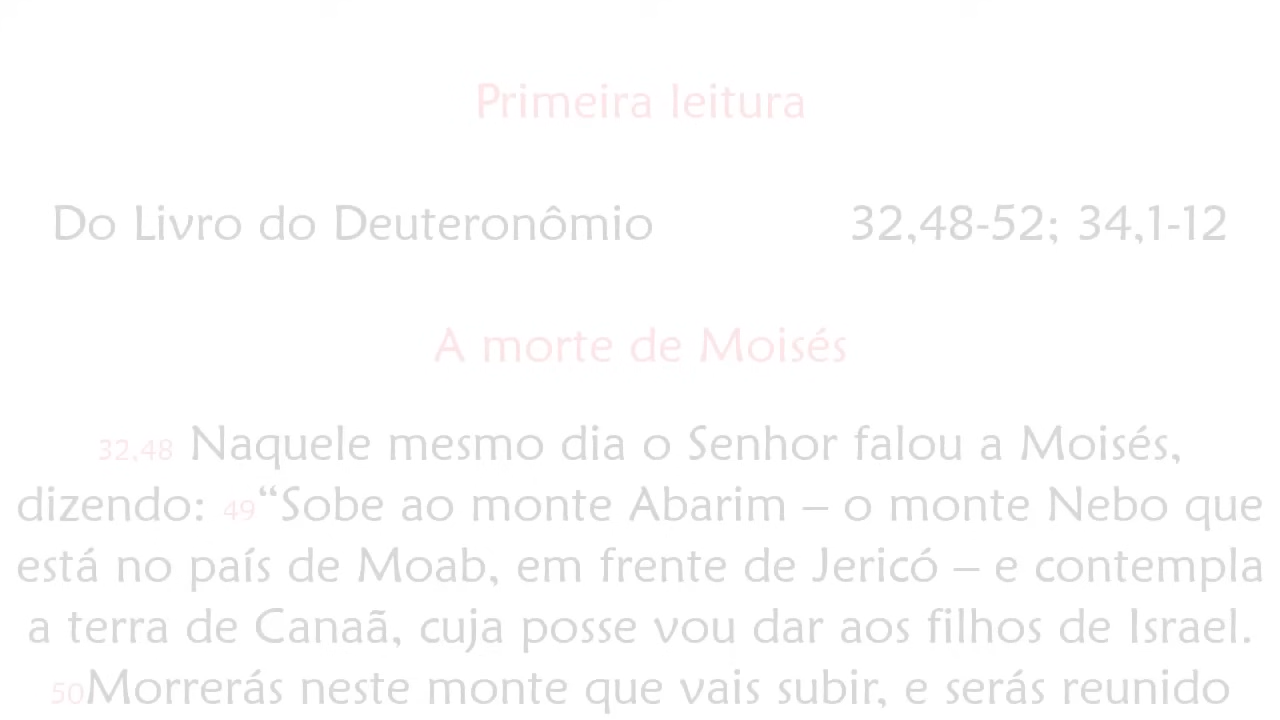 Primeira leitura
Do Livro do Deuteronômio 32,48-52; 34,1-12
A morte de Moisés
32,48 Naquele mesmo dia o Senhor falou a Moisés,
dizendo: 49“Sobe ao monte Abarim – o monte Nebo que
está no país de Moab, em frente de Jericó – e contempla
a terra de Canaã, cuja posse vou dar aos filhos de Israel.
50Morrerás neste monte que vais subir, e serás reunido